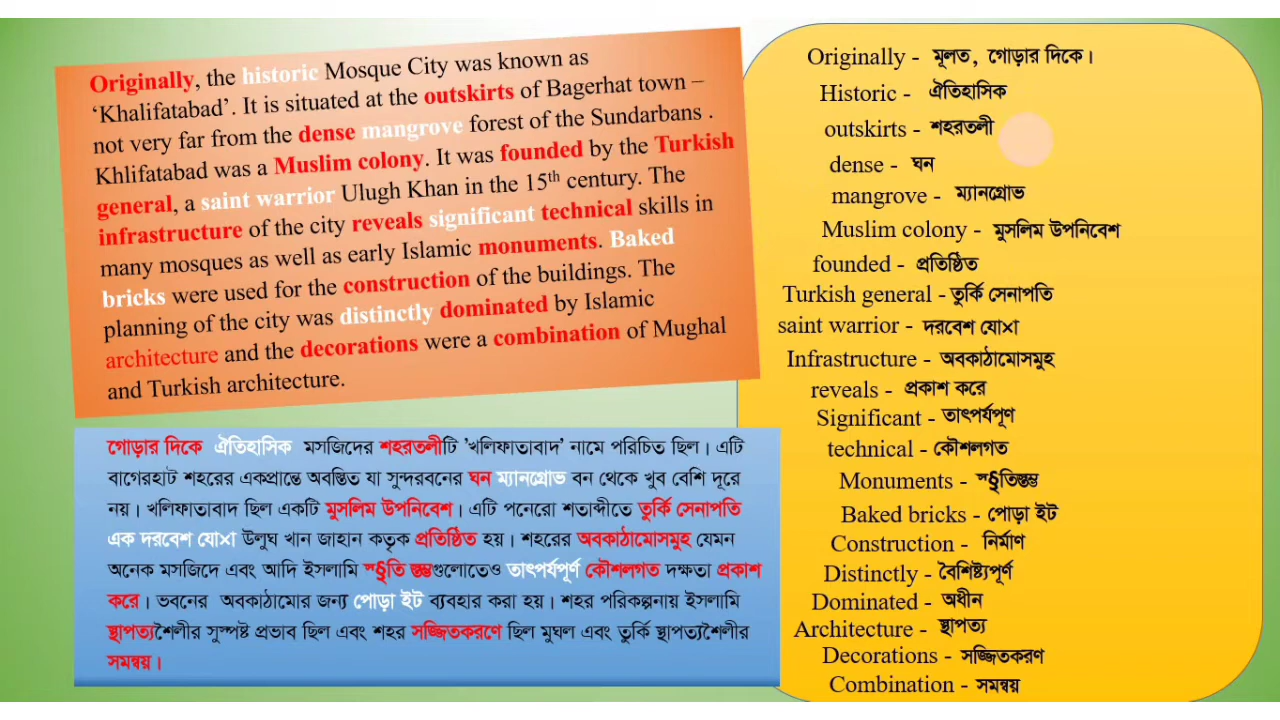 Originally, the historic Mosque City was known as
‘Khalifatabad’. It is situated at the outskirts of Bagerhat town –
not very far from the dense mangrove forest of the Sundarbans .
Khlifatabad was a Muslim colony. It was founded by the Turkish
general, a saint warrior Ulugh Khan in the 15th century. The
infrastructure of the city reveals significant technical skills in
many mosques as well as early Islamic monuments. Baked
bricks were used for the construction of the buildings. The
planning of the city was distinctly dominated by Islamic
architecture and the decorations were a combination of Mughal
and Turkish architecture.
গোড়ার দিকে ঐতিহাসিক মসজিদের শহরতলীটি 'খলিফাতাবাদ' নামে পরিচিত ছিল। এটি
বাগেরহাট শহরের একপ্রান্তে অবস্তিত যা সুন্দরবনের ঘন ম্যানগ্রোভ বন থেকে খুব বেশি দূরে
নয়। খলিফাতাবাদ ছিল একটি মুসলিম উপনিবেশ। এটি পনেরো শতাব্দীতে তুর্কি সেনাপতি
এক দরবেশ যো×া উলুঘ খান জাহান কতৃক প্রতিষ্ঠিত হয়। শহরের অবকাঠামোসমুহ যেমন
অনেক মসজিদে এবং আদি ইসলামি স্তম্ভগুলোতেও তাৎপর্যপূর্ণ কৌশলগত দক্ষতা প্রকাশ
করে। ভবনের অবকাঠামোর জন্য পোড়া ইট ব্যবহার করা হয়। শহর পরিকল্পনায় ইসলামি
স্থাপত্যশৈলীর সুস্পষ্ট প্রভাব ছিল এবং শহর সজ্জিতকরণে ছিল মুঘল এবং তুর্কি স্থাপত্যশৈলীর
সমন্বয়।
Originally - মূলত, গোড়ার দিকে।
Historic - ঐতিহাসিক
outskirts - শহরতলী
dense - ঘন
mangrove - ম্যানগ্রোভ
Muslim colony - মুসলিম উপনিবেশ
founded - প্রতিষ্ঠিত
Turkish general - তুর্কি সেনাপতি
saint warrior - দরবেশ যো×া
Infrastructure - অবকাঠামোসমুহ
reveals - প্রকাশ করে
Significant - তাৎপর্যপূণ
technical - কৌশলগত
Monuments -
Baked bricks - পোড়া ইট
Construction - নির্মাণ
Distinctly - বৈশিষ্ট্যপূর্ণ
Dominated - অধীন
Architecture - স্থাপত্য
Decorations - সজ্জিতকরণ
Combination - সমন্বয়